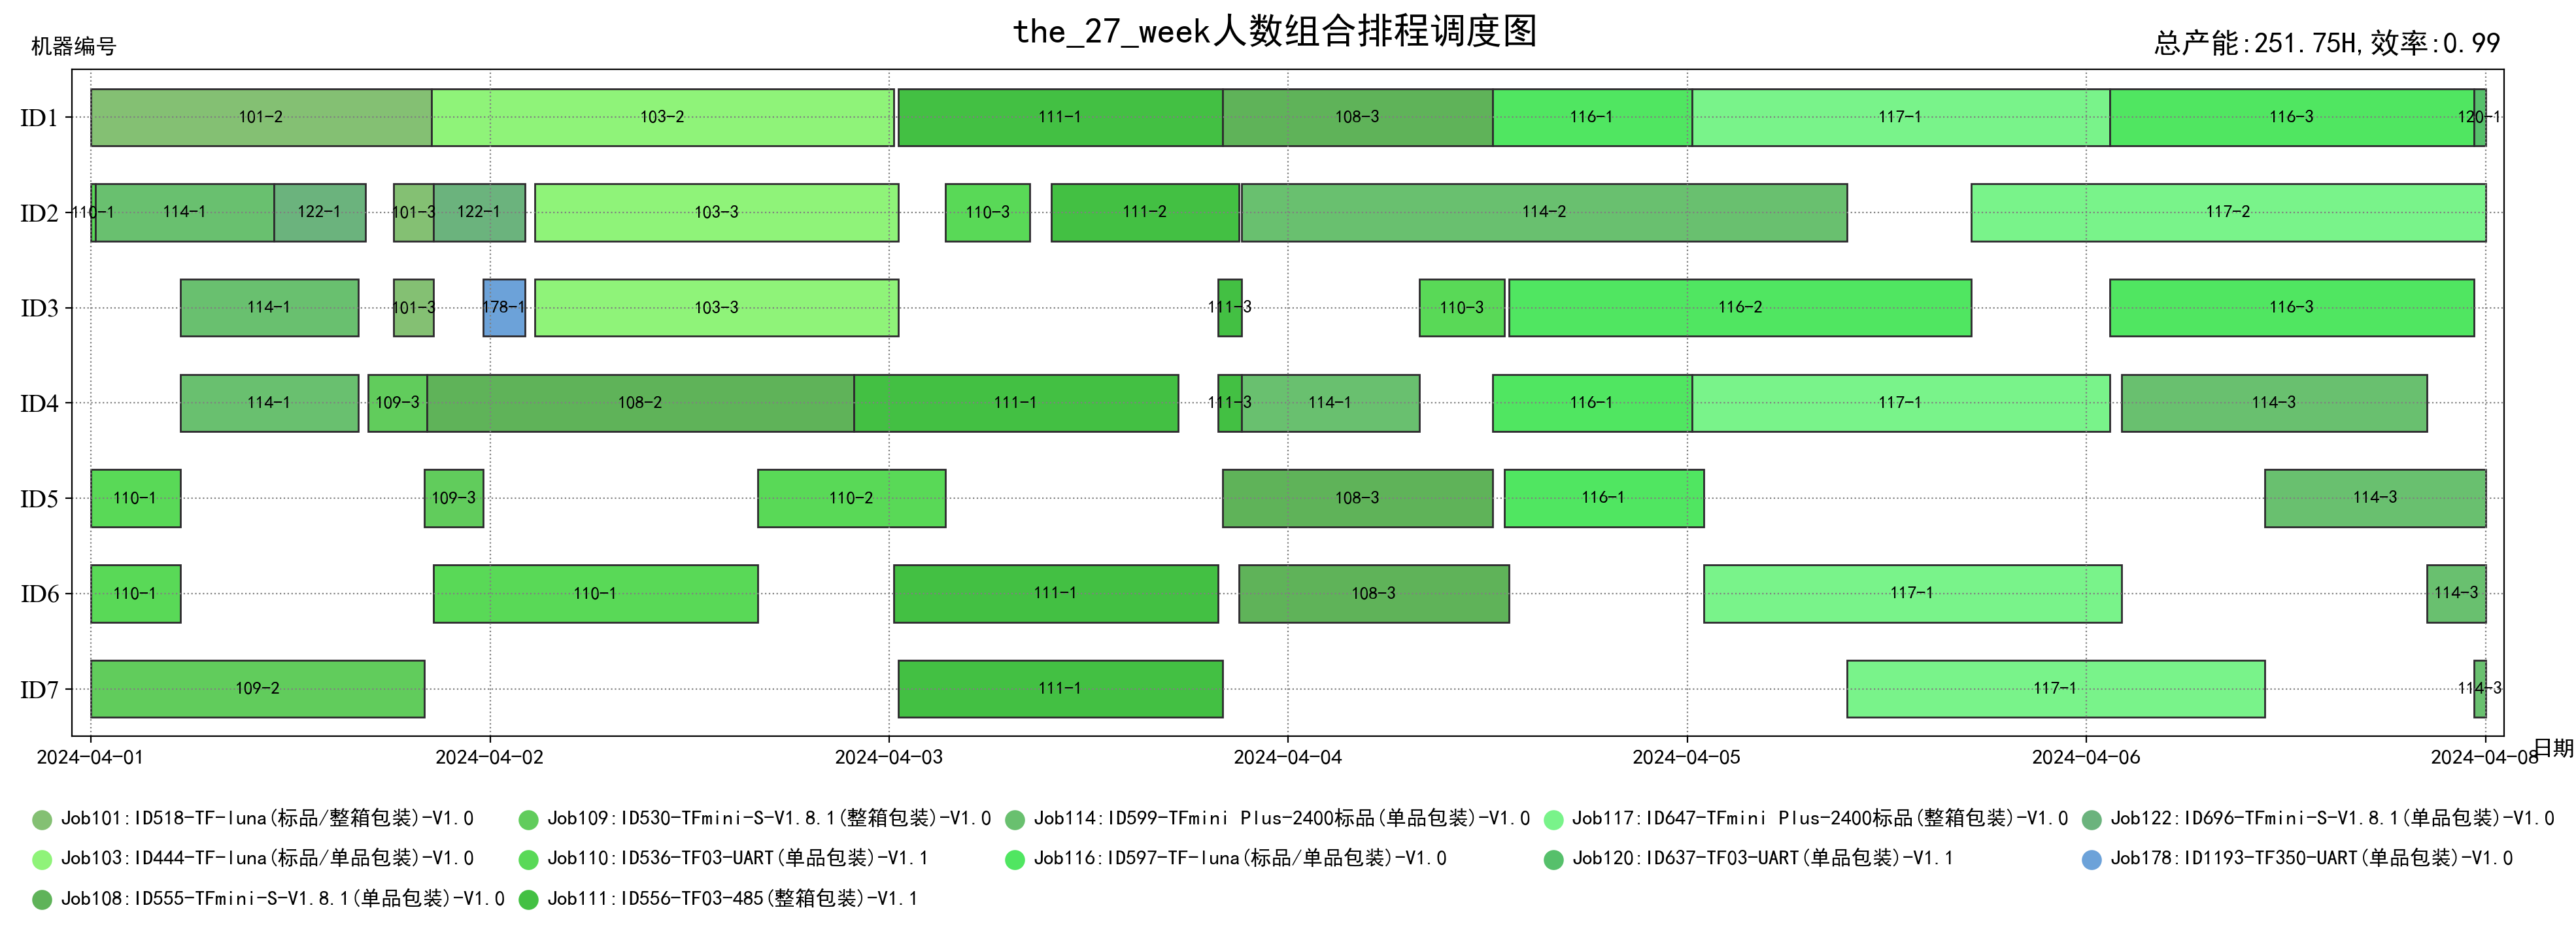 the_27_week人数组合排程调度图
机器编号
总产能:251.75H,效率:0.99
ID1 101-2 103-2 111-1 108-3 116-1 117-1 116-3 120-1
ID2 110-1 114-1 122-1 101-3 122-1 103-3 110-3 111-2 114-2 117-2
ID3 114-1 101-3 178-1 103-3 111-3 110-3 116-2 116-3
ID4 114-1 109-3 108-2 111-1 111-3 114-1 116-1 117-1 114-3
ID5 110-1 109-3 110-2 108-3 116-1 114-3
ID6 110-1 110-1 111-1 108-3 117-1 114-3
ID7 109-2 111-1 117-1 114-3
2024-04-01 2024-04-02 2024-04-03 2024-04-04 2024-04-05 2024-04-06 2024-04-08 日期
Job101:ID518-TF-luna(标品/整箱包装)-V1.0 Job109:ID530-TFmini-S-V1.8.1(整箱包装)-V1.0 Job114:ID599-TFmini Plus-2400标品(单品包装)-V1.0 Job117:ID647-TFmini Plus-2400标品(整箱包装)-V1.0 Job122:ID696-TFmini-S-V1.8.1(单品包装)-V1.0
Job103:ID444-TF-luna(标品/单品包装)-V1.0 Job110:ID536-TF03-UART(单品包装)-V1.1 Job116:ID597-TF-luna(标品/单品包装)-V1.0 Job120:ID637-TF03-UART(单品包装)-V1.1 Job178:ID1193-TF350-UART(单品包装)-V1.0
Job108:ID555-TFmini-S-V1.8.1(单品包装)-V1.0 Job111:ID556-TF03-485(整箱包装)-V1.1